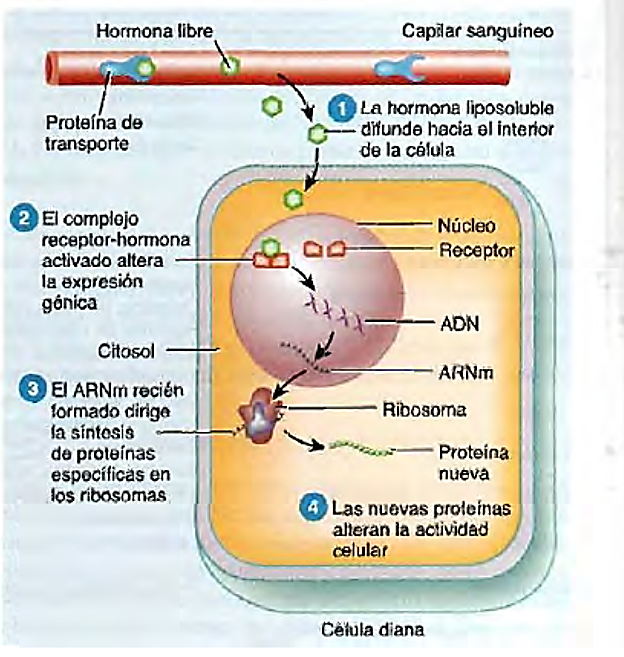 Hormona libre
Capilar sanguíneo
Proteína de
transporte
1 La hormona liposoluble
difunde hacia el interior
de la célula
2 El complejo
receptor-hormona
activado altera
la expresión
génica
Núcleo
Receptor
ADN
Citosol
ARNm
3 El ARNm recién
formado dirige
la síntesis
de proteínas
específicas en
los ribosomas
Ribosoma
Proteína
nueva
4 Las nuevas proteínas
alteran la actividad
celular
Célula diana